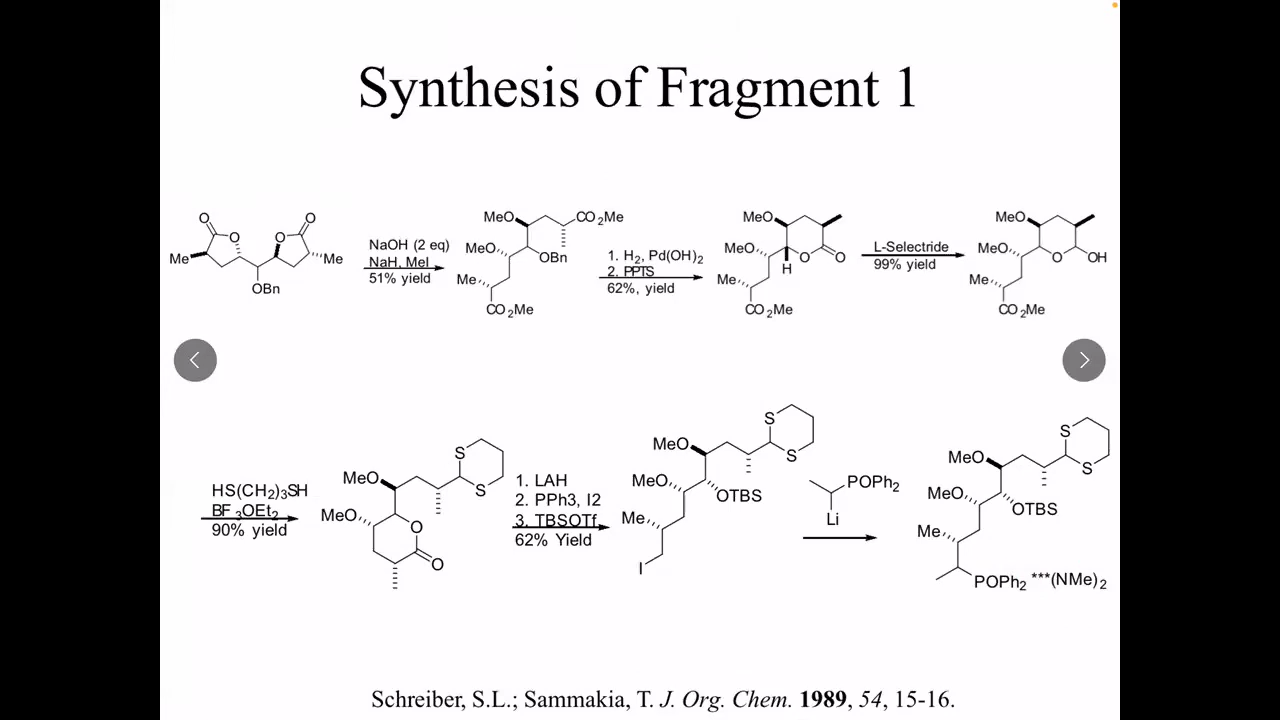 Synthesis of Fragment 1
O
O
O
O
Me
Me
OBn
NaOH (2 eq)
NaH, MeI
51% yield
MeO
CO2Me
MeO
OBn
Me
CO2Me
1. H2, Pd(OH)2
2. PPTS
62%, yield
MeO
MeO
O
O
H
Me
CO2Me
L-Selectride
99% yield
MeO
MeO
O
OH
Me
CO2Me
HS(CH2)3SH
BF3OEt2
90% yield
S
S
MeO
MeO
O
O
1. LAH
2. PPh3, I2
3. TBSOTf
62% Yield
S
S
MeO
MeO
OTBS
Me
I
POPh2
Li
S
S
MeO
MeO
OTBS
Me
POPh2 ***(NMe)2
Schreiber, S.L.; Sammakia, T. J. Org. Chem. 1989, 54, 15-16.